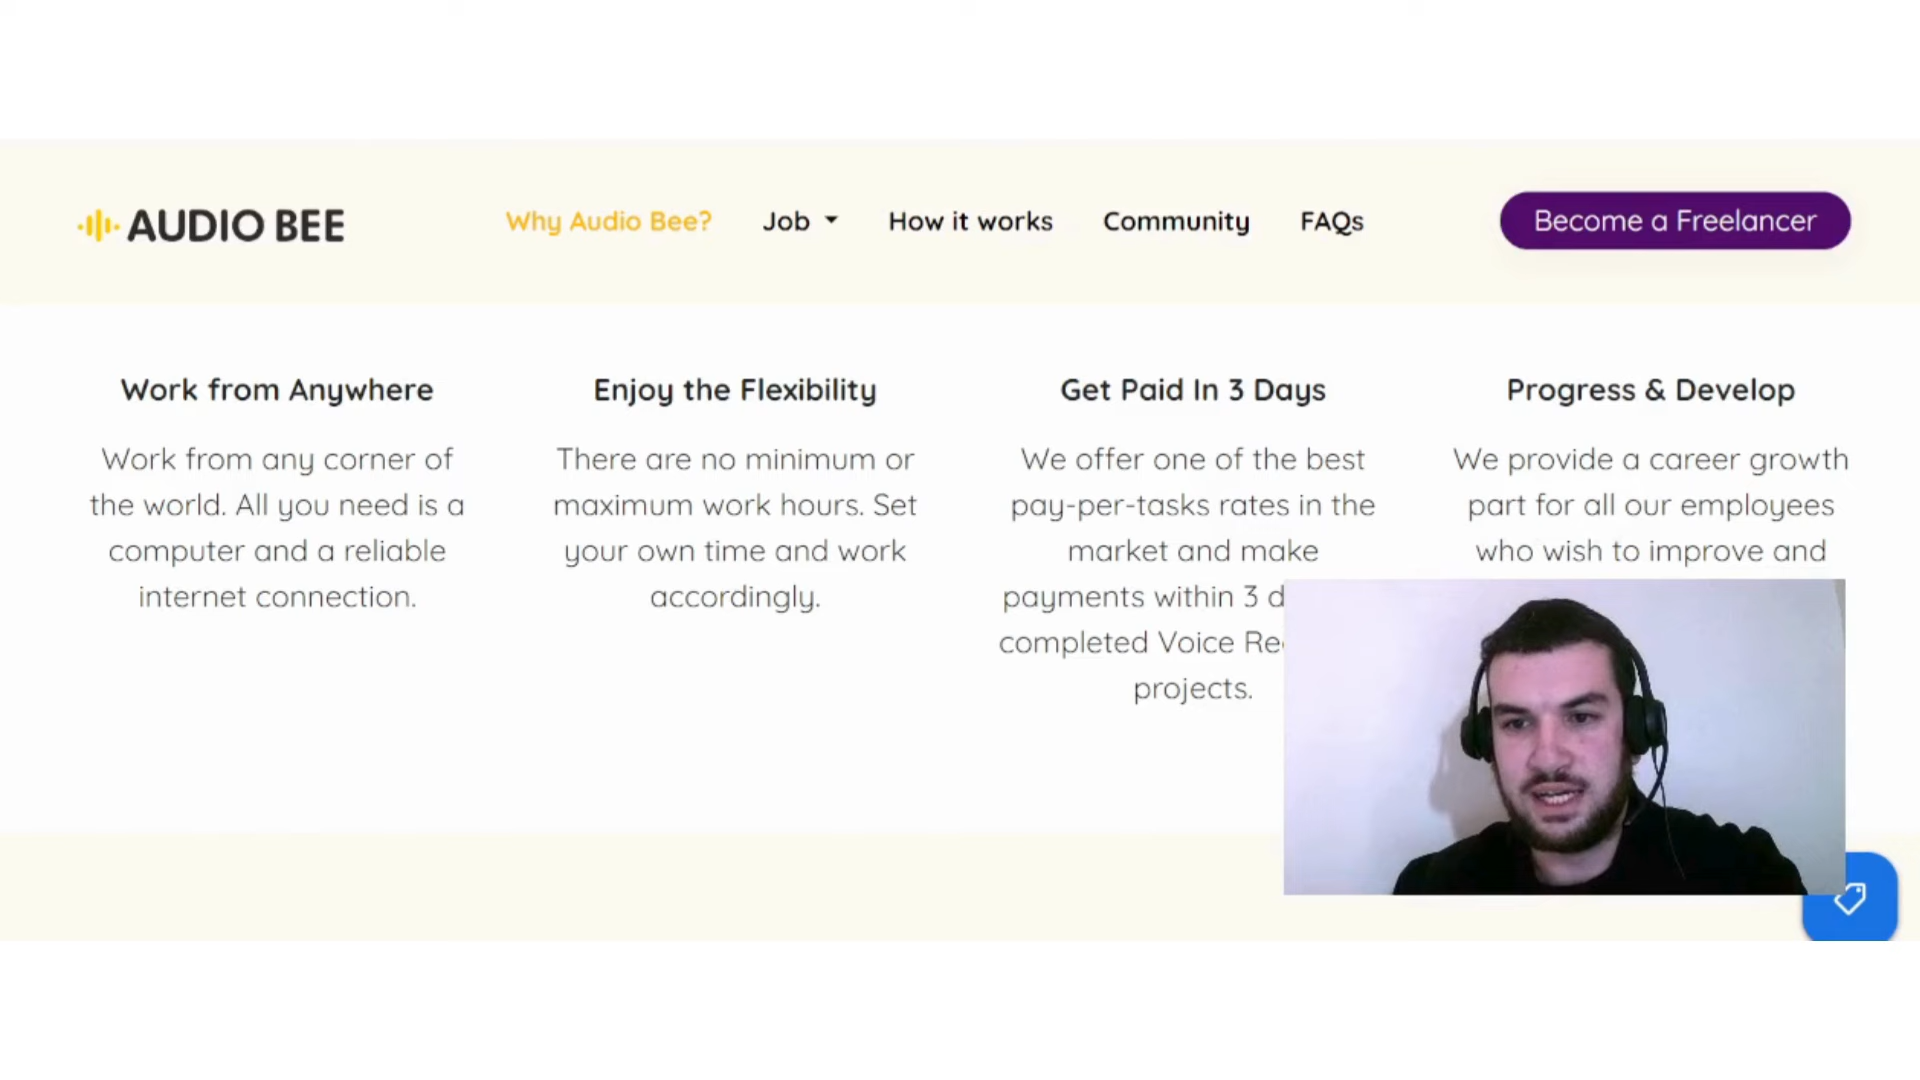 AUDIO BEE
Why Audio Bee?
Job
How it works
Community
FAQs
Become a Freelancer
Work from Anywhere
Work from any corner of
the world. All you need is a
computer and a reliable
internet connection.
Enjoy the Flexibility
There are no minimum or
maximum work hours. Set
your own time and work
accordingly.
Get Paid In 3 Days
We offer one of the best
pay-per-tasks rates in the
market and make
payments within 3
completed Voice
projects.
Progress & Develop
We provide a career growth
part for all our employees
who wish to improve and